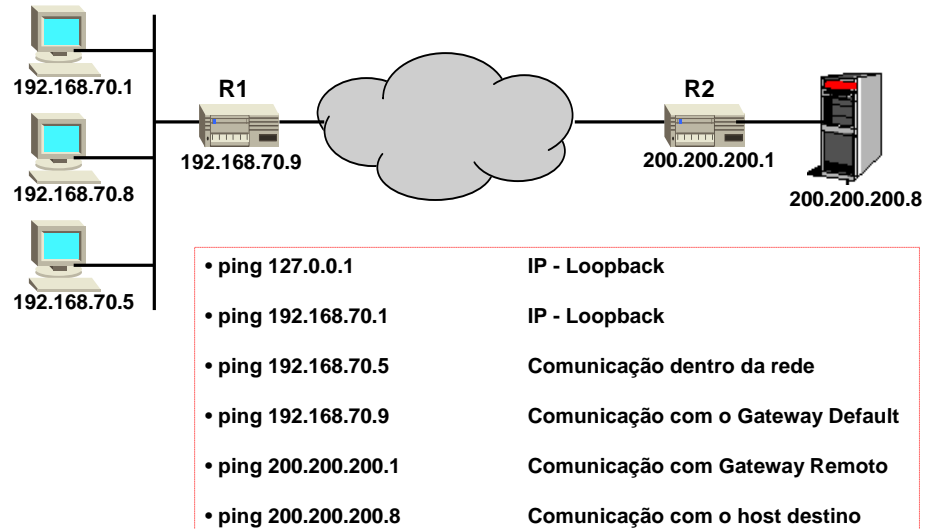 192.168.70.1
R1
R2
192.168.70.9
200.200.200.1
192.168.70.8
200.200.200.8
192.168.70.5
• ping 127.0.0.1 IP - Loopback
• ping 192.168.70.1 IP - Loopback
• ping 192.168.70.5 Comunicação dentro da rede
• ping 192.168.70.9 Comunicação com o Gateway Default
• ping 200.200.200.1 Comunicação com Gateway Remoto
• ping 200.200.200.8 Comunicação com o host destino